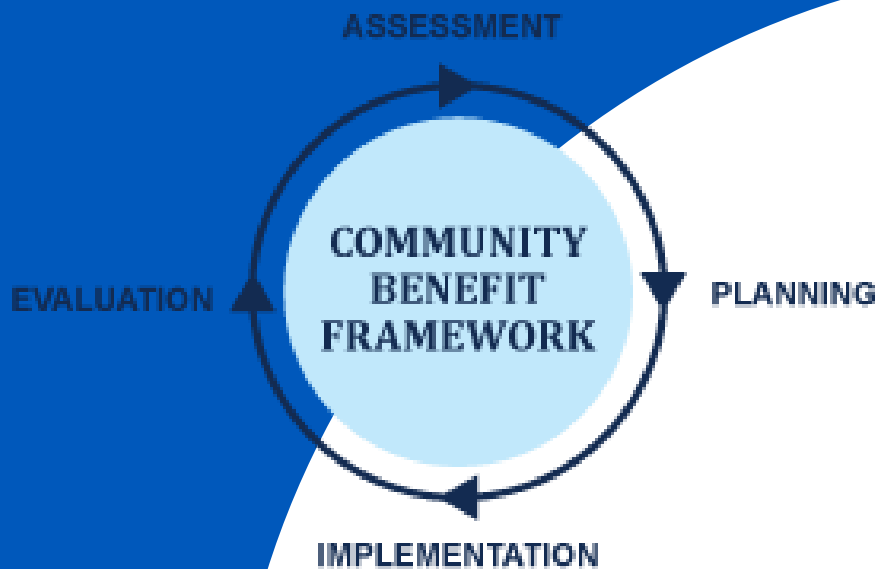 ASSESSMENT
COMMUNITY
BENEFIT
FRAMEWORK
EVALUATION
PLANNING
IMPLEMENTATION